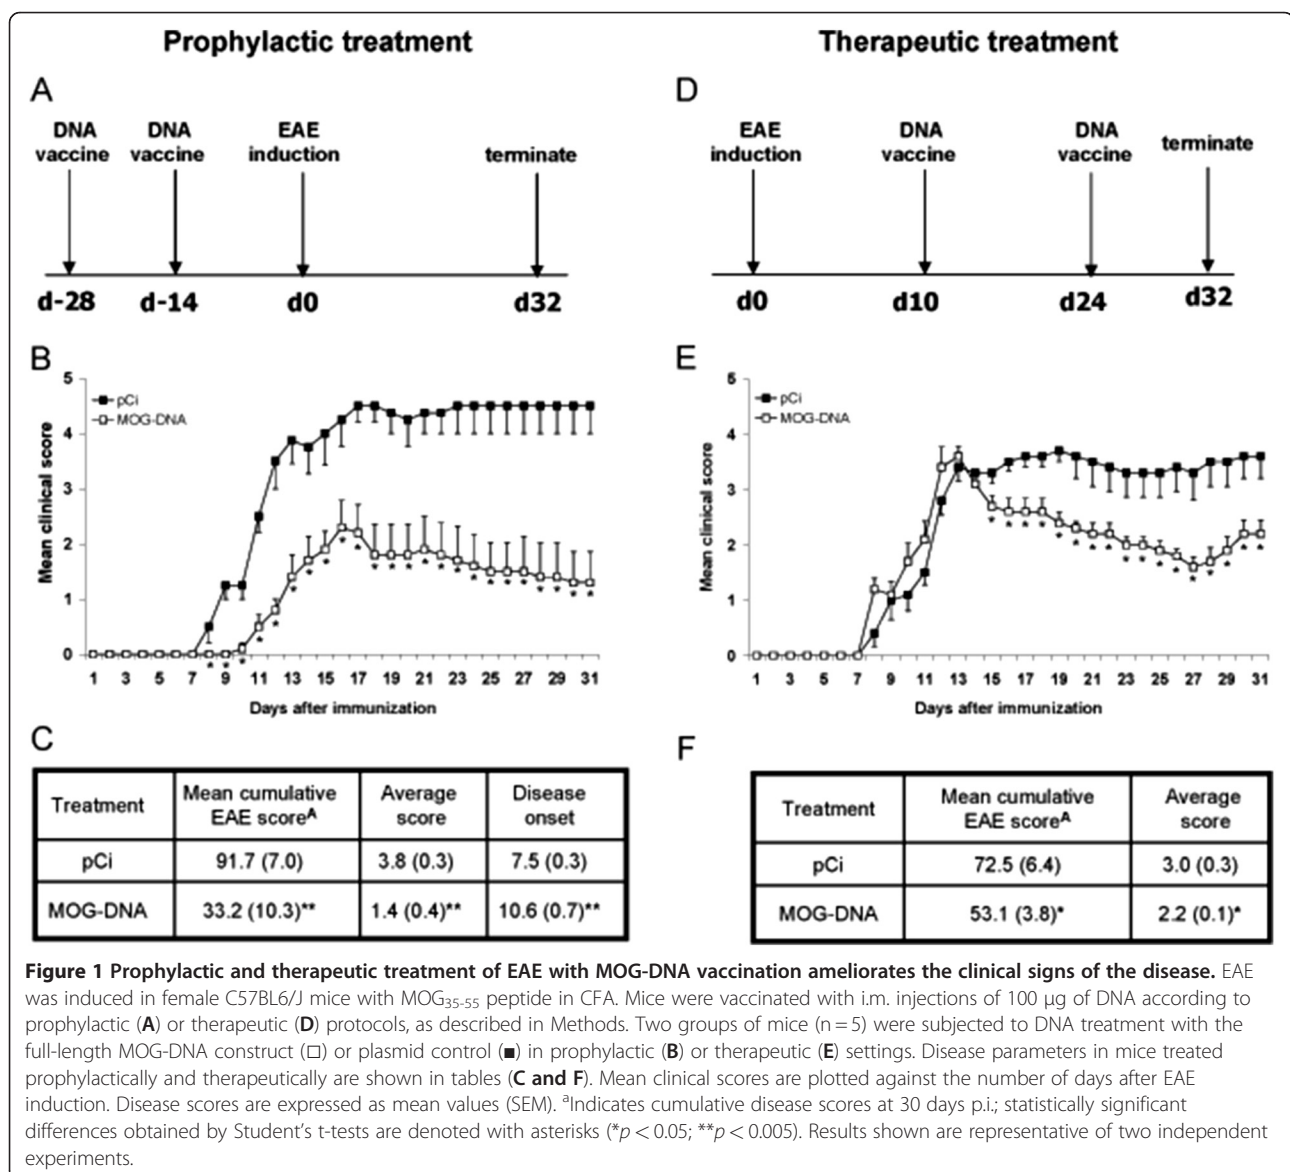 Prophylactic treatment
Therapeutic treatment
A
DNA vaccine
DNA vaccine
EAE induction
terminate
d-28
d-14
d0
d32
D
EAE induction
DNA vaccine
DNA vaccine
terminate
d0
d10
d24
d32
B
5
4
3
2
1
0
Mean clinical score
pCi
MOG-DNA
* * * * * * * * * * * * * * * * * * * * * * * *
1 3 5 7 9 11 13 15 17 19 21 23 25 27 29 31
Days after immunization
E
5
4
3
2
1
0
Mean clinical score
pCi
MOG-DNA
* * * * * * * * * * * * * * * * *
1 3 5 7 9 11 13 15 17 19 21 23 25 27 29 31
Days after immunization
C
Treatment
Mean cumulative EAE scoreᴬ
Average score
Disease onset
pCi 91.7 (7.0) 3.8 (0.3) 7.5 (0.3)
MOG-DNA 33.2 (10.3)** 1.4 (0.4)** 10.6 (0.7)**
F
Treatment
Mean cumulative EAE scoreᴬ
Average score
pCi 72.5 (6.4) 3.0 (0.3)
MOG-DNA 53.1 (3.8)* 2.2 (0.1)*
Figure 1 Prophylactic and therapeutic treatment of EAE with MOG-DNA vaccination ameliorates the clinical signs of the disease. EAE
was induced in female C57BL6/J mice with MOG₃₅₋₅₅ peptide in CFA. Mice were vaccinated with i.m. injections of 100 μg of DNA according to
prophylactic (A) or therapeutic (D) protocols, as described in Methods. Two groups of mice (n = 5) were subjected to DNA treatment with the
full-length MOG-DNA construct (□) or plasmid control (■) in prophylactic (B) or therapeutic (E) settings. Disease parameters in mice treated
prophylactically and therapeutically are shown in tables (C and F). Mean clinical scores are plotted against the number of days after EAE
induction. Disease scores are expressed as mean values (SEM). ᵃIndicates cumulative disease scores at 30 days p.i.; statistically significant
differences obtained by Student's t-tests are denoted with asterisks (*p < 0.05; **p < 0.005). Results shown are representative of two independent
experiments.